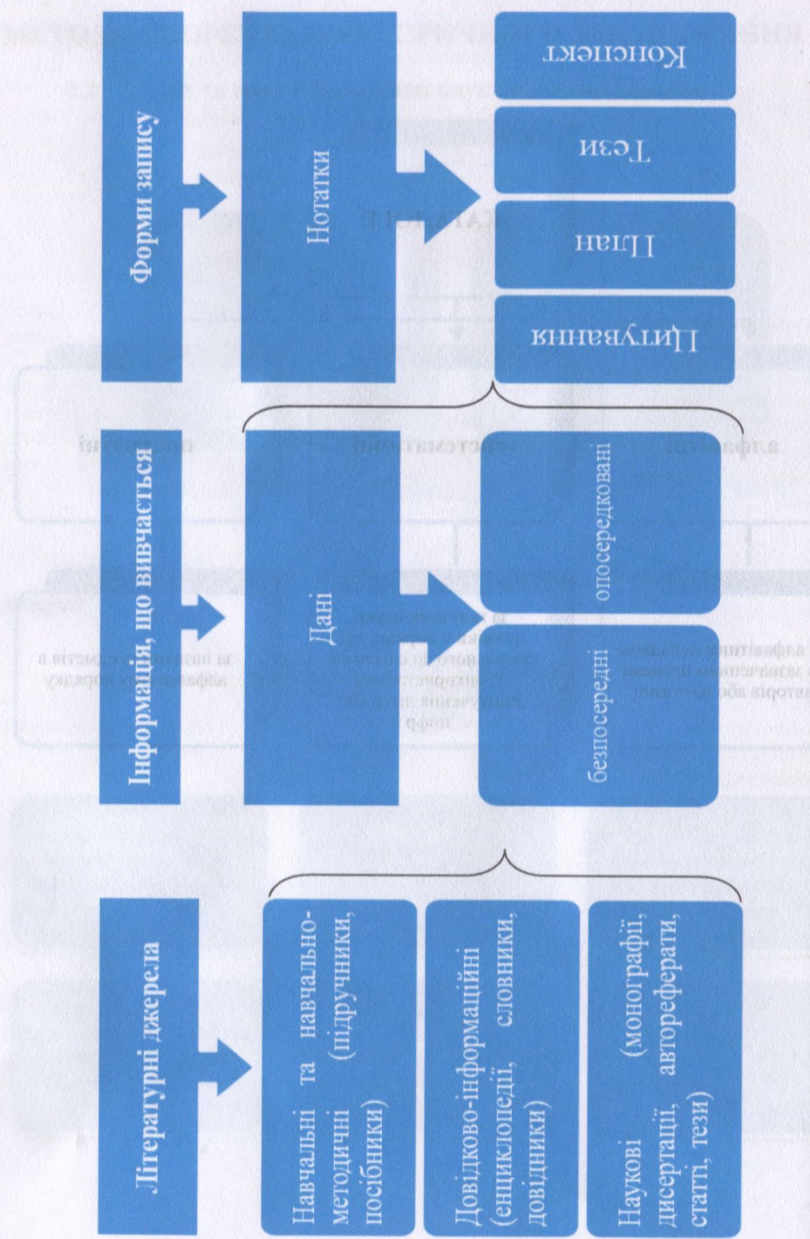 Літературні джерела
Навчальні та навчально-
методичні (підручники,
посібники)
Довідково-інформаційні
(енциклопедії, словники,
довідники)
Наукові (монографії,
дисертації, автореферати,
статті, тези)
Інформація, що вивчається
Дані
безпосередні
опосередковані
Форми запису
Нотатки
Цитування
План
Тези
Конспект